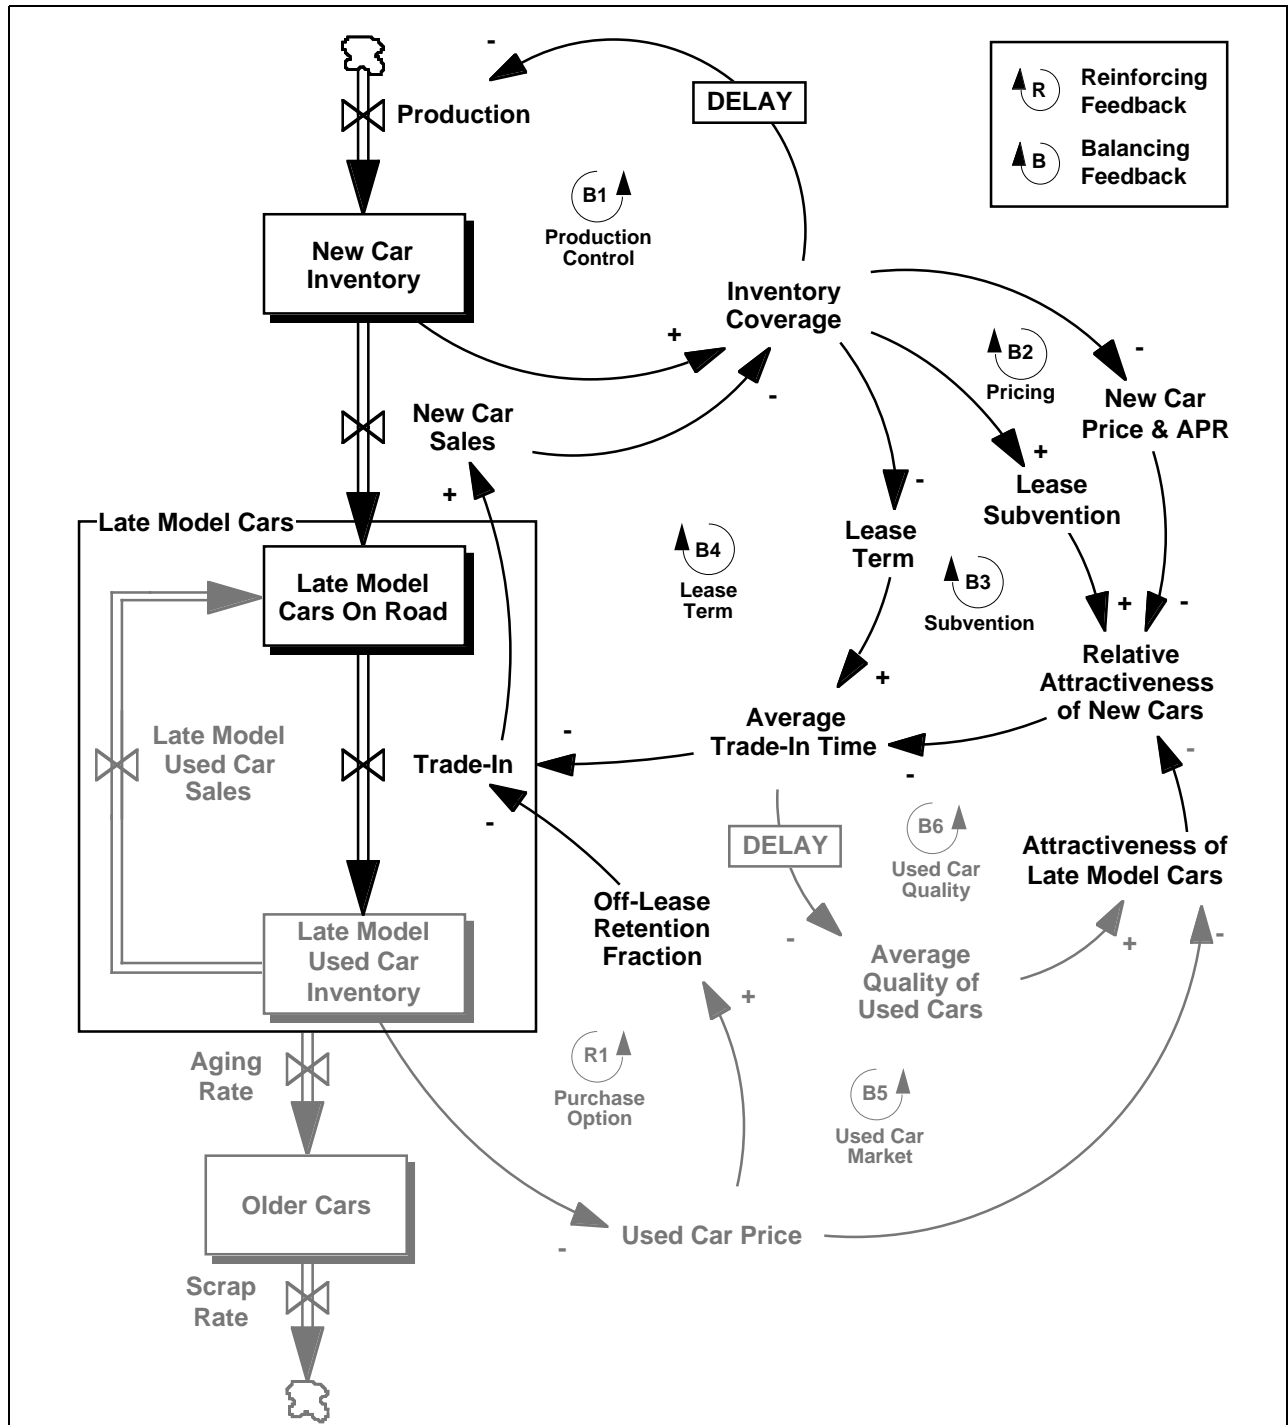 Production
DELAY
R
Reinforcing
Feedback
B
Balancing
Feedback
-
B1
Production
Control
New Car
Inventory
Inventory
Coverage
+
-
-
B2
Pricing
New Car
Price & APR
New Car
Sales
+
+
Lease
Subvention
-
Lease
Term
Late Model Cars
B4
Lease
Term
B3
Subvention
Late Model
Cars On Road
+
-
+
Relative
Attractiveness
of New Cars
Average
Trade-In Time
-
-
-
Late Model
Used Car
Sales
Trade-In
-
DELAY
B6
Used Car
Quality
Attractiveness of
Late Model Cars
Off-Lease
Retention
Fraction
-
+
-
Average
Quality of
Used Cars
Late Model
Used Car
Inventory
+
Aging
Rate
R1
Purchase
Option
B5
Used Car
Market
Older Cars
-
Used Car Price
Scrap
Rate